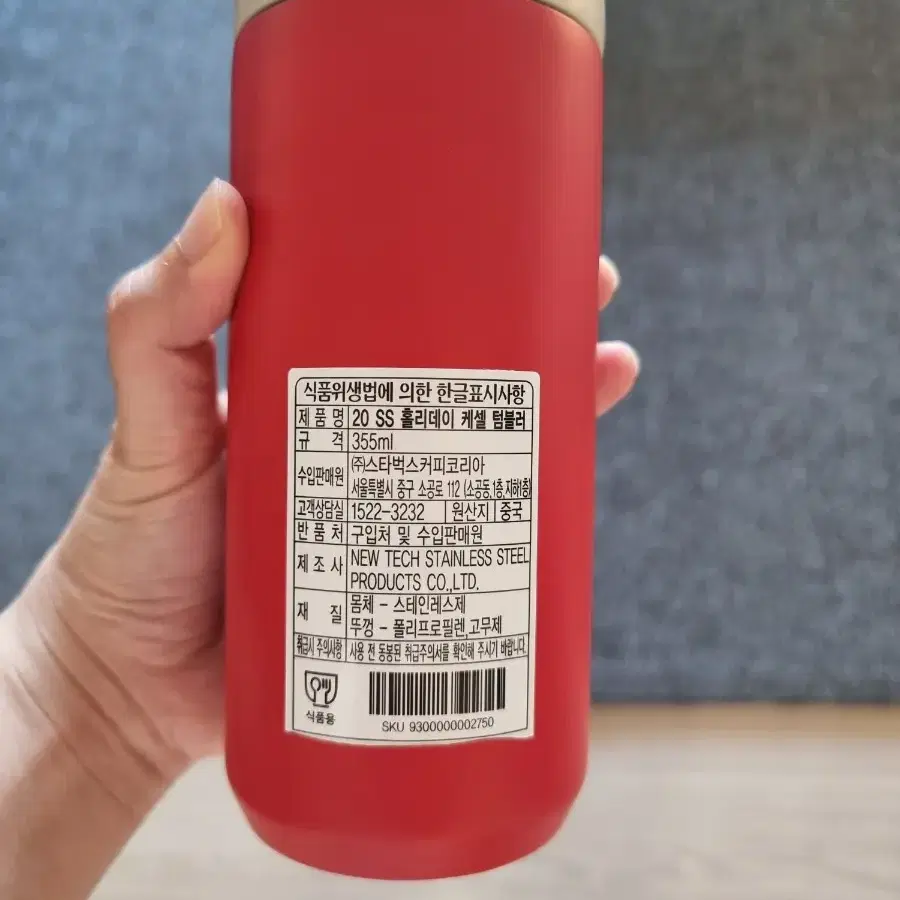 식품위생법에 의한 한글표시사항
제 품 명 20 SS 홀리데이 케셀 텀블러
규 격 355ml
수입판매원 (주)스타벅스커피코리아
서울특별시 중구 소공로 112 (소공동,1층,지하1층)
고객상담실 1522-3232 원산지 중국
반 품 처 구입처 및 수입판매원
제 조 사 NEW TECH STAINLESS STEEL
PRODUCTS CO.,LTD.
재 질 몸체 - 스테인레스제
뚜껑 - 폴리프로필렌,고무제
취급시 주의사항 사용 전 동봉된 취급주의서를 확인해 주시기 바랍니다.
식품용
SKU 9300000002750